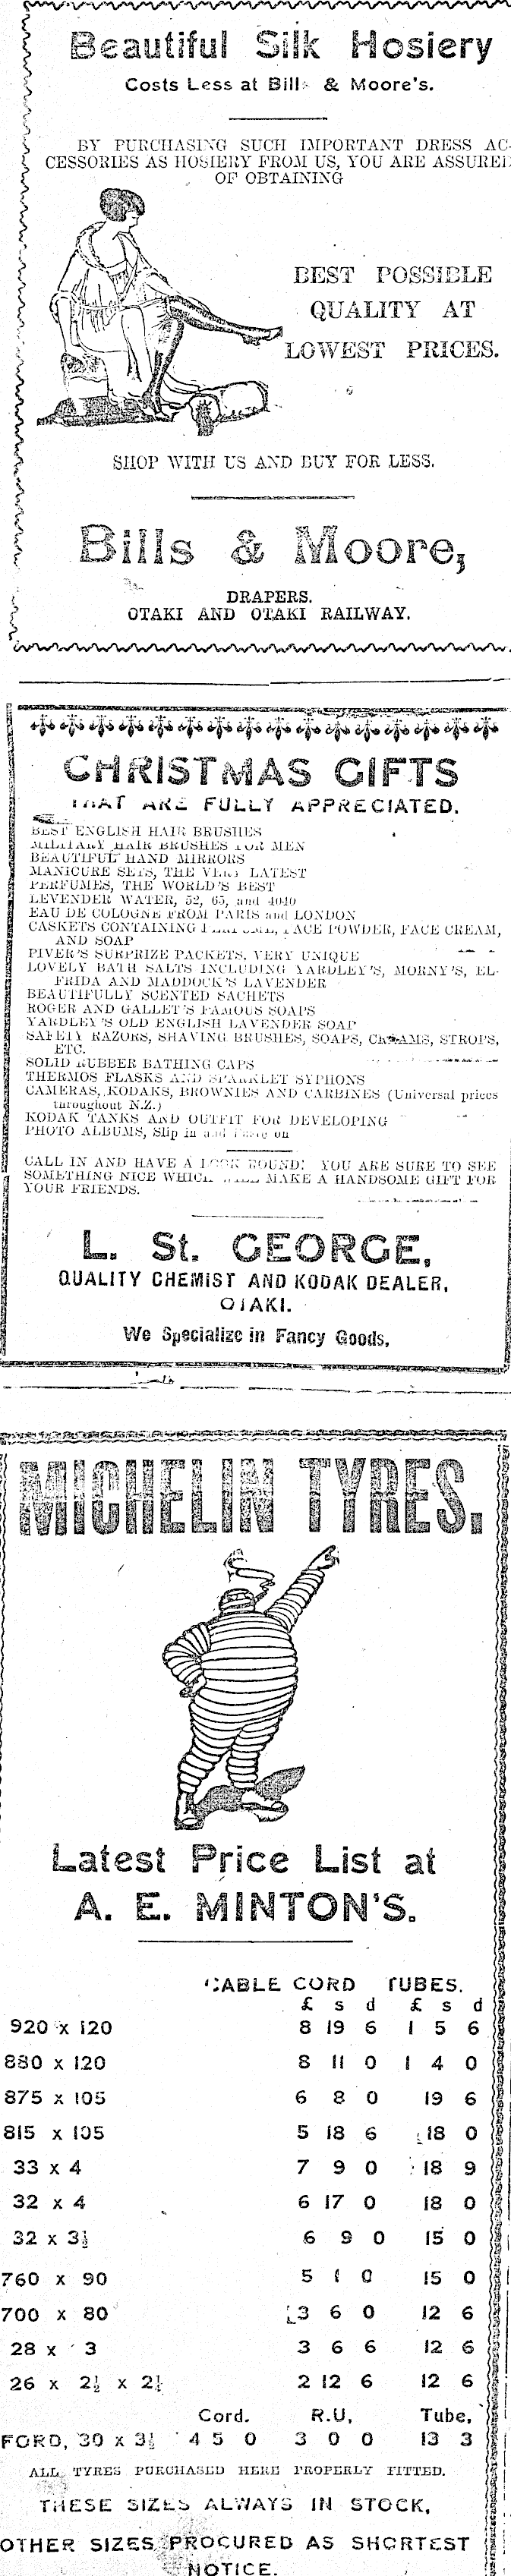 Beautiful Silk Hosiery
Costs Less at Bills & Moore's.
BY PURCHASING SUCH IMPORTANT DRESS AC-
CESSORIES AS HOSIERY FROM US, YOU ARE ASSURED
OF OBTAINING
BEST POSSIBLE
QUALITY AT
LOWEST PRICES.
SHOP WITH US AND BUY FOR LESS.
Bills & Moore,
DRAPERS.
OTAKI AND OTAKI RAILWAY.
CHRISTMAS GIFTS
THAT ARE FULLY APPRECIATED.
BEST ENGLISH HAIR BRUSHES
MILITARY HAIR BRUSHES FOR MEN
BEAUTIFUL HAND MIRRORS
MANICURE SETS, THE VERY LATEST
PERFUMES, THE WORLD'S BEST
LEVENDER WATER, 52, 65, and 4040
EAU DE COLOGNE FROM PARIS and LONDON
CASKETS CONTAINING PERFUME, FACE POWDER, FACE CREAM,
AND SOAP
PIVER'S SURPRIZE PACKETS. VERY UNIQUE
LOVELY BATH SALTS INCLUDING YARDLEY'S, MORNY'S, EL-
FRIDA AND MADDOCK'S LAVENDER
BEAUTIFULLY SCENTED SACHETS
ROGER AND GALLET'S FAMOUS SOAPS
YARDLEY'S OLD ENGLISH LAVENDER SOAP
SAFETY RAZORS, SHAVING BRUSHES, SOAPS, CREAMS, STROPS,
ETC.
SOLID RUBBER BATHING CAPS
THERMOS FLASKS AND SPARKLET SYPHONS
CAMERAS, KODAKS, BROWNIES AND CARBINES (Universal prices
throughout N.Z.)
KODAK TANKS AND OUTFIT FOR DEVELOPING
PHOTO ALBUMS, Slip in and Paste on
CALL IN AND HAVE A LOOK ROUND! YOU ARE SURE TO SEE
SOMETHING NICE WHICH WILL MAKE A HANDSOME GIFT FOR
YOUR FRIENDS.
L. St. GEORGE,
QUALITY CHEMIST AND KODAK DEALER,
OTAKI.
We Specialize in Fancy Goods,
MICHELIN TYRES.
Latest Price List at
A. E. MINTON'S.
CABLE CORD TUBES.
£ s d £ s d
920 x 120 8 19 6 1 5 6
880 x 120 8 11 0 1 4 0
875 x 105 6 8 0 19 6
815 x 105 5 18 6 18 0
33 x 4 7 9 0 18 9
32 x 4 6 17 0 18 0
32 x 3½ 6 9 0 15 0
760 x 90 5 1 0 15 0
700 x 80 3 6 0 12 6
28 x 3 3 6 6 12 6
26 x 2½ x 2½ 2 12 6 12 6
Cord. R.U, Tube,
FORD, 30 x 3½ 4 5 0 3 0 0 13 3
ALL TYRES PURCHASED HERE PROPERLY FITTED.
THESE SIZES ALWAYS IN STOCK,
OTHER SIZES PROCURED AS SHORTEST
NOTICE.